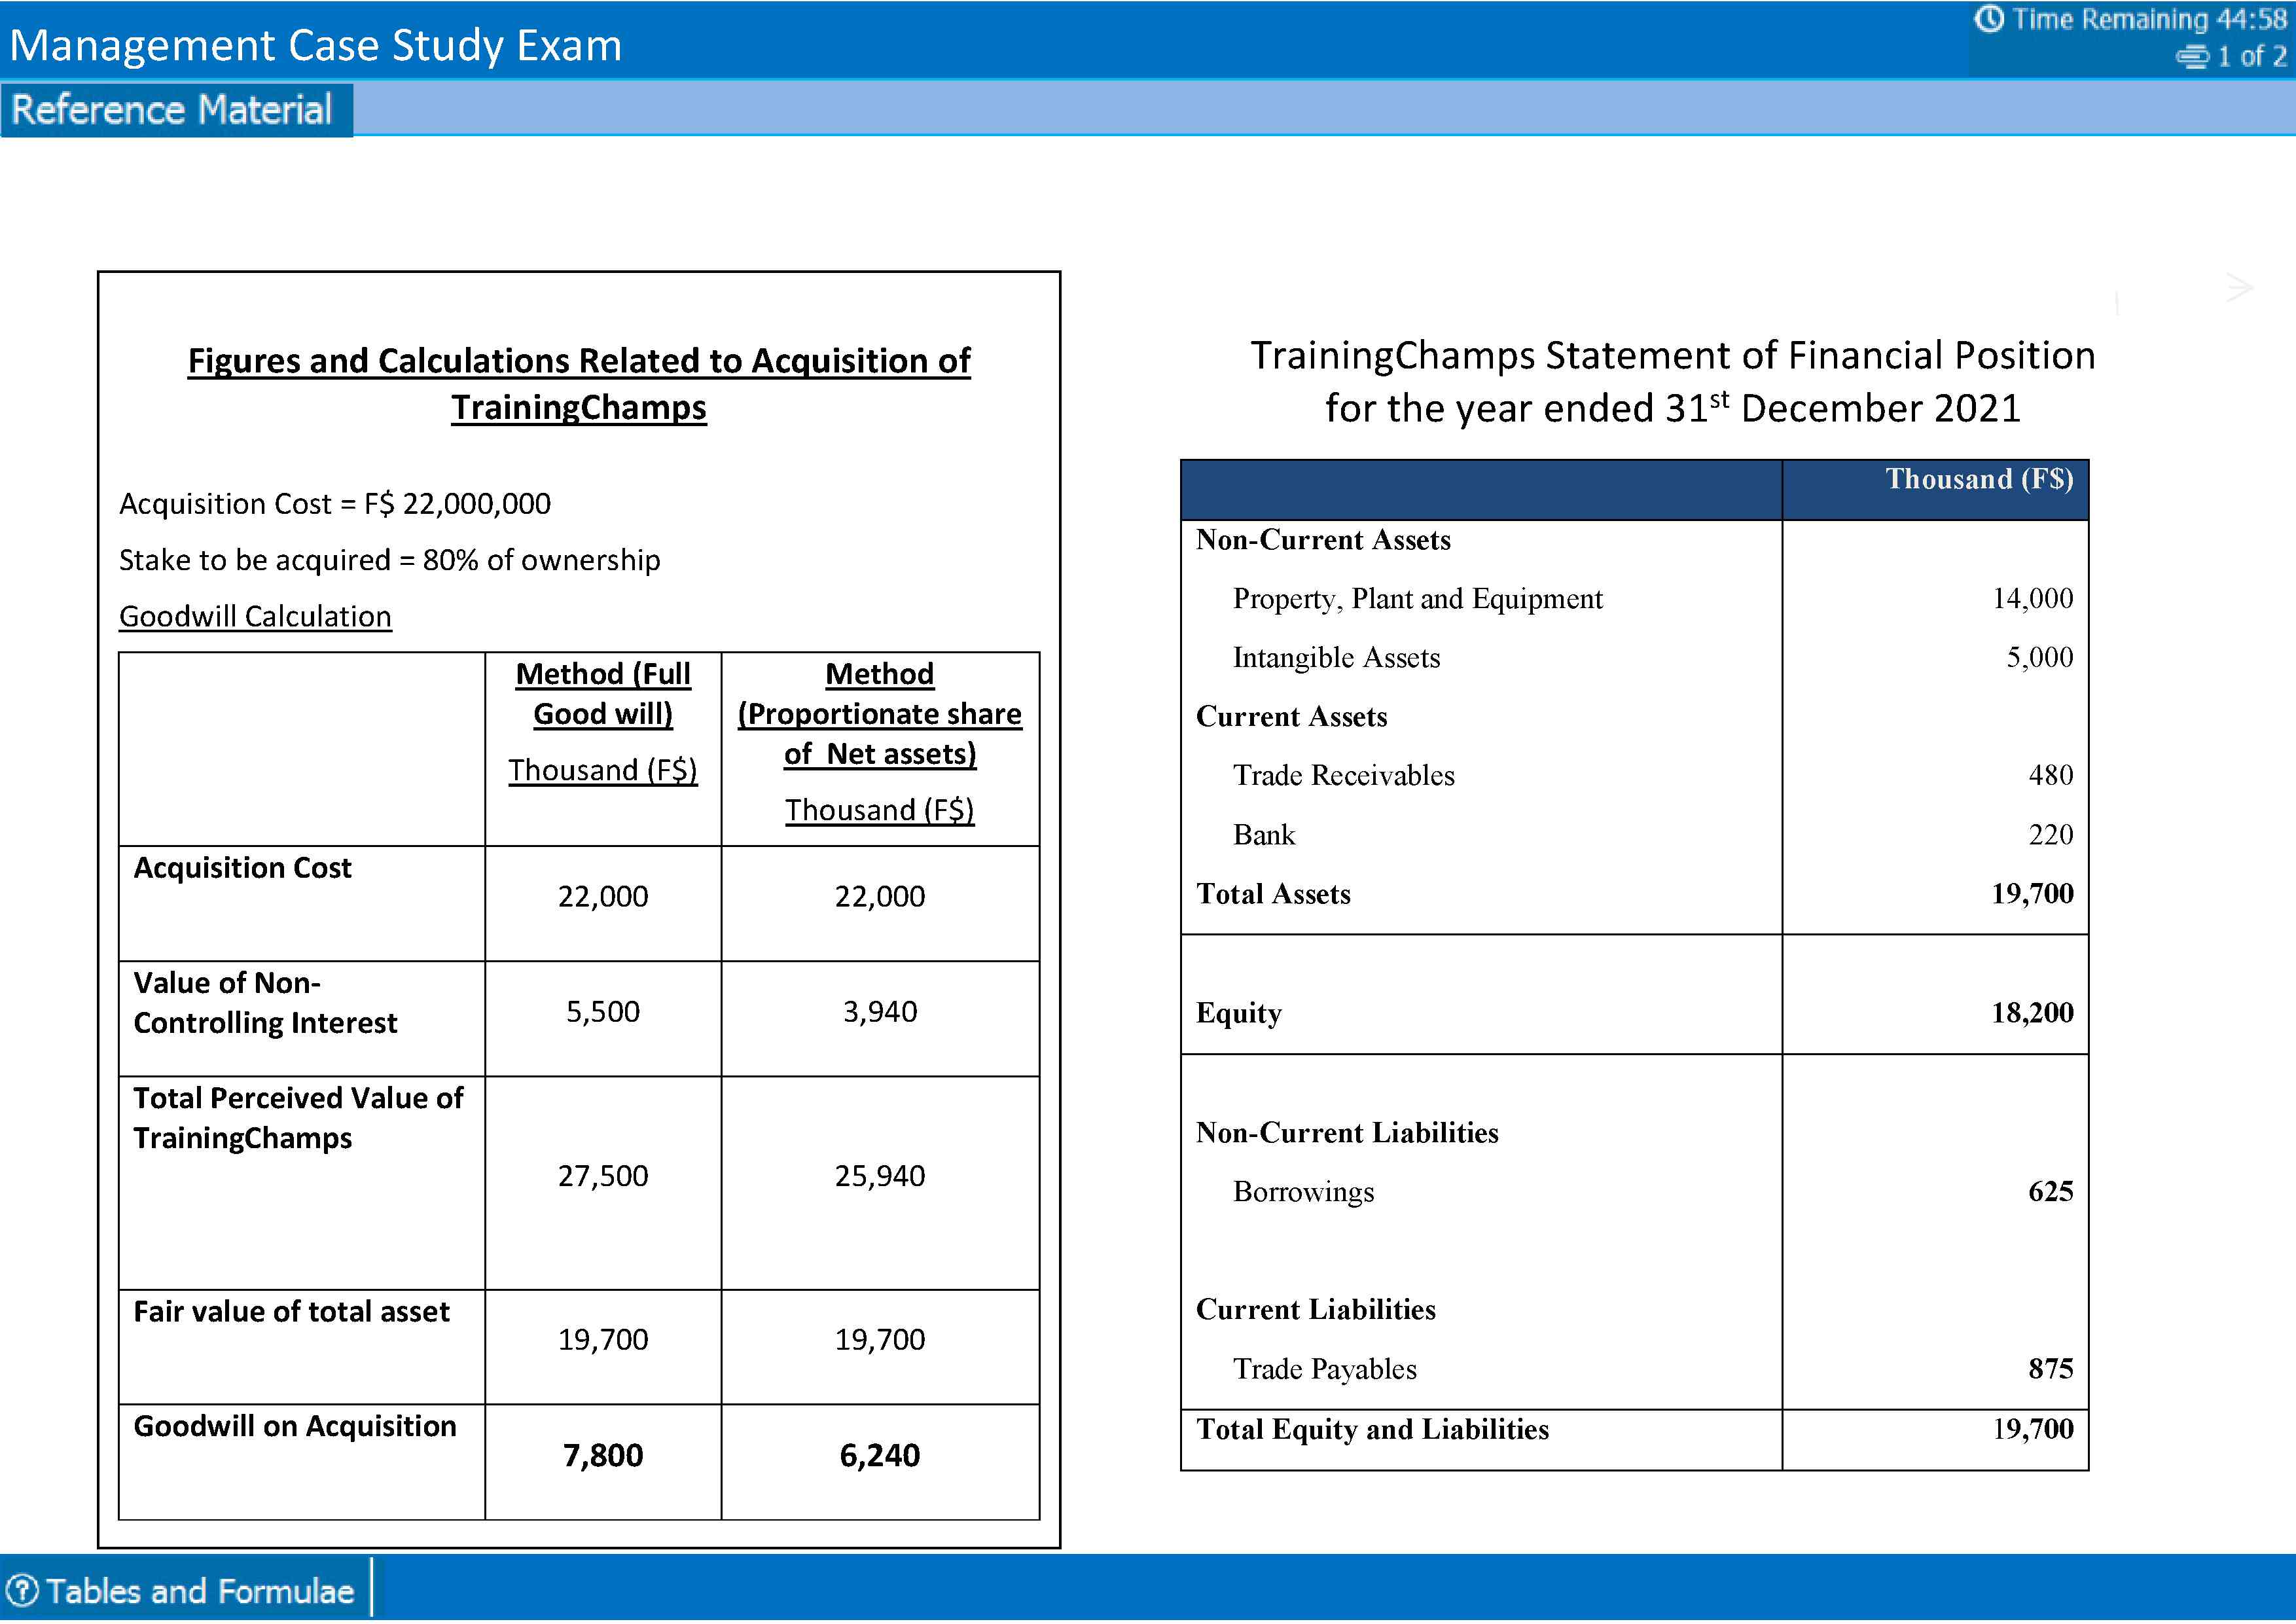 Management Case Study Exam
Time Remaining 44:58
1 of 2
Reference Material
Figures and Calculations Related to Acquisition of
TrainingChamps
Acquisition Cost = F$ 22,000,000
Stake to be acquired = 80% of ownership
Goodwill Calculation
Method (Full Good will) Thousand (F$)
Method (Proportionate share of Net assets) Thousand (F$)
Acquisition Cost 22,000 22,000
Value of Non-Controlling Interest 5,500 3,940
Total Perceived Value of TrainingChamps 27,500 25,940
Fair value of total asset 19,700 19,700
Goodwill on Acquisition 7,800 6,240
TrainingChamps Statement of Financial Position
for the year ended 31st December 2021
Thousand (F$)
Non-Current Assets
Property, Plant and Equipment 14,000
Intangible Assets 5,000
Current Assets
Trade Receivables 480
Bank 220
Total Assets 19,700
Equity 18,200
Non-Current Liabilities
Borrowings 625
Current Liabilities
Trade Payables 875
Total Equity and Liabilities 19,700
Tables and Formulae